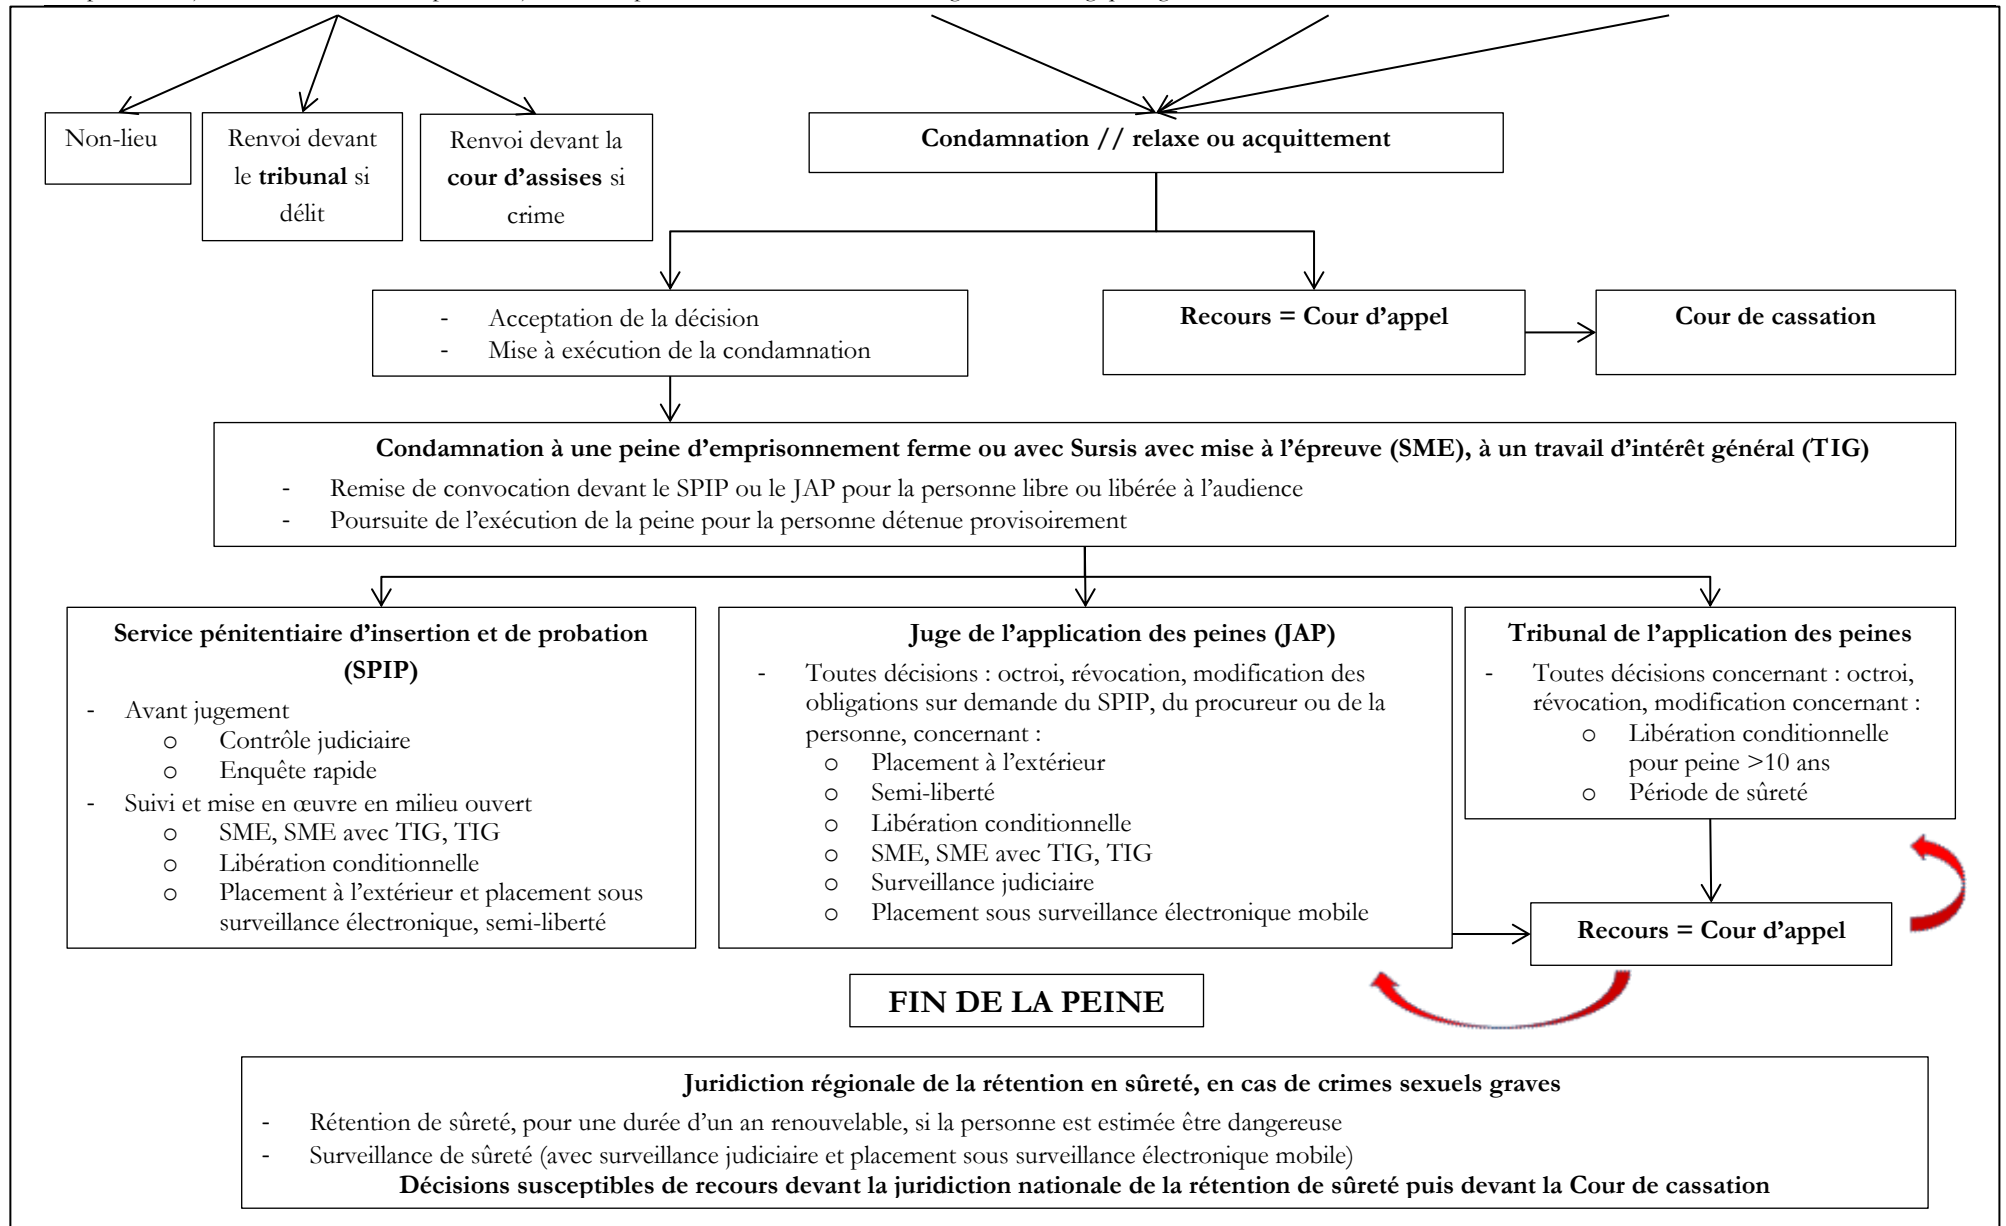 Non-lieu
Renvoi devant
le tribunal si
délit
Renvoi devant la
cour d’assises si
crime
Condamnation // relaxe ou acquittement
- Acceptation de la décision
- Mise à exécution de la condamnation
Recours = Cour d’appel
Cour de cassation
Condamnation à une peine d’emprisonnement ferme ou avec Sursis avec mise à l’épreuve (SME), à un travail d’intérêt général (TIG)
- Remise de convocation devant le SPIP ou le JAP pour la personne libre ou libérée à l’audience
- Poursuite de l’exécution de la peine pour la personne détenue provisoirement
Service pénitentiaire d’insertion et de probation
(SPIP)
- Avant jugement
o Contrôle judiciaire
o Enquête rapide
- Suivi et mise en œuvre en milieu ouvert
o SME, SME avec TIG, TIG
o Libération conditionnelle
o Placement à l’extérieur et placement sous
surveillance électronique, semi-liberté
Juge de l’application des peines (JAP)
- Toutes décisions : octroi, révocation, modification des
obligations sur demande du SPIP, du procureur ou de la
personne, concernant :
o Placement à l’extérieur
o Semi-liberté
o Libération conditionnelle
o SME, SME avec TIG, TIG
o Surveillance judiciaire
o Placement sous surveillance électronique mobile
Tribunal de l’application des peines
- Toutes décisions concernant : octroi,
révocation, modification concernant :
o Libération conditionnelle
pour peine >10 ans
o Période de sûreté
Recours = Cour d’appel
FIN DE LA PEINE
Juridiction régionale de la rétention en sûreté, en cas de crimes sexuels graves
- Rétention de sûreté, pour une durée d’un an renouvelable, si la personne est estimée être dangereuse
- Surveillance de sûreté (avec surveillance judiciaire et placement sous surveillance électronique mobile)
Décisions susceptibles de recours devant la juridiction nationale de la rétention de sûreté puis devant la Cour de cassation